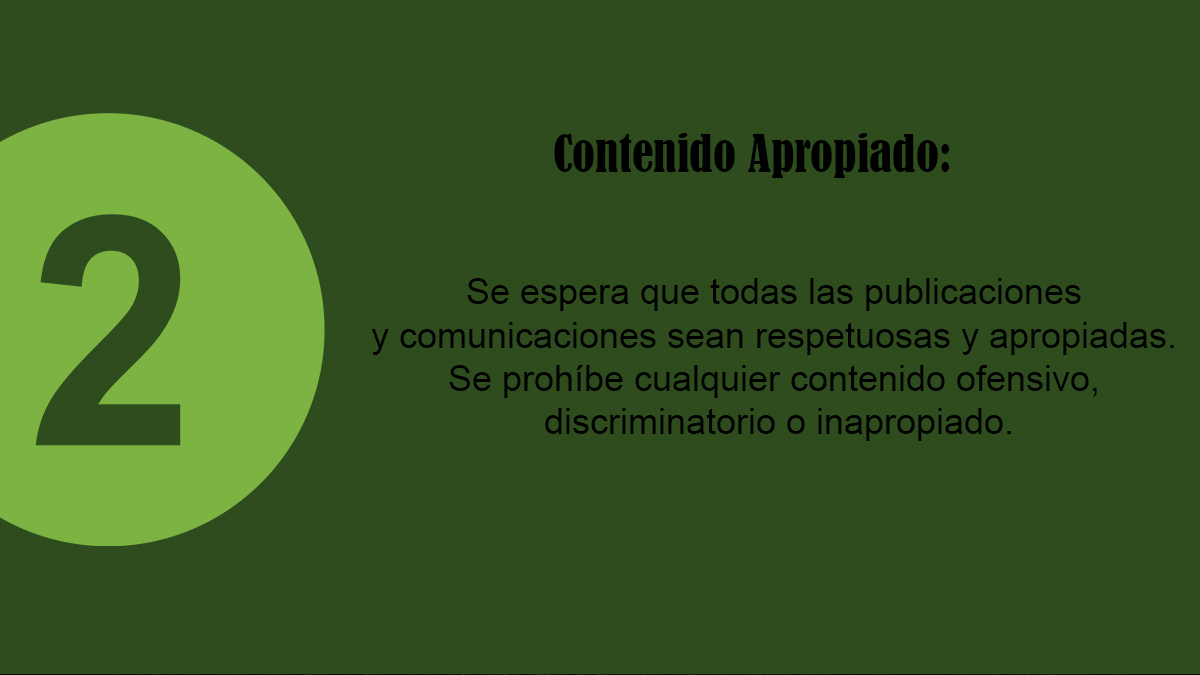 2
Contenido Apropiado:
Se espera que todas las publicaciones
y comunicaciones sean respetuosas y apropiadas.
Se prohíbe cualquier contenido ofensivo,
discriminatorio o inapropiado.